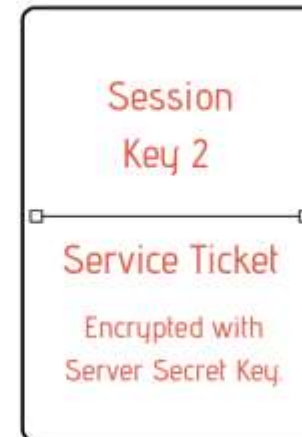 Session
Key 2
Service Ticket
Encrypted with
Server Secret Key.